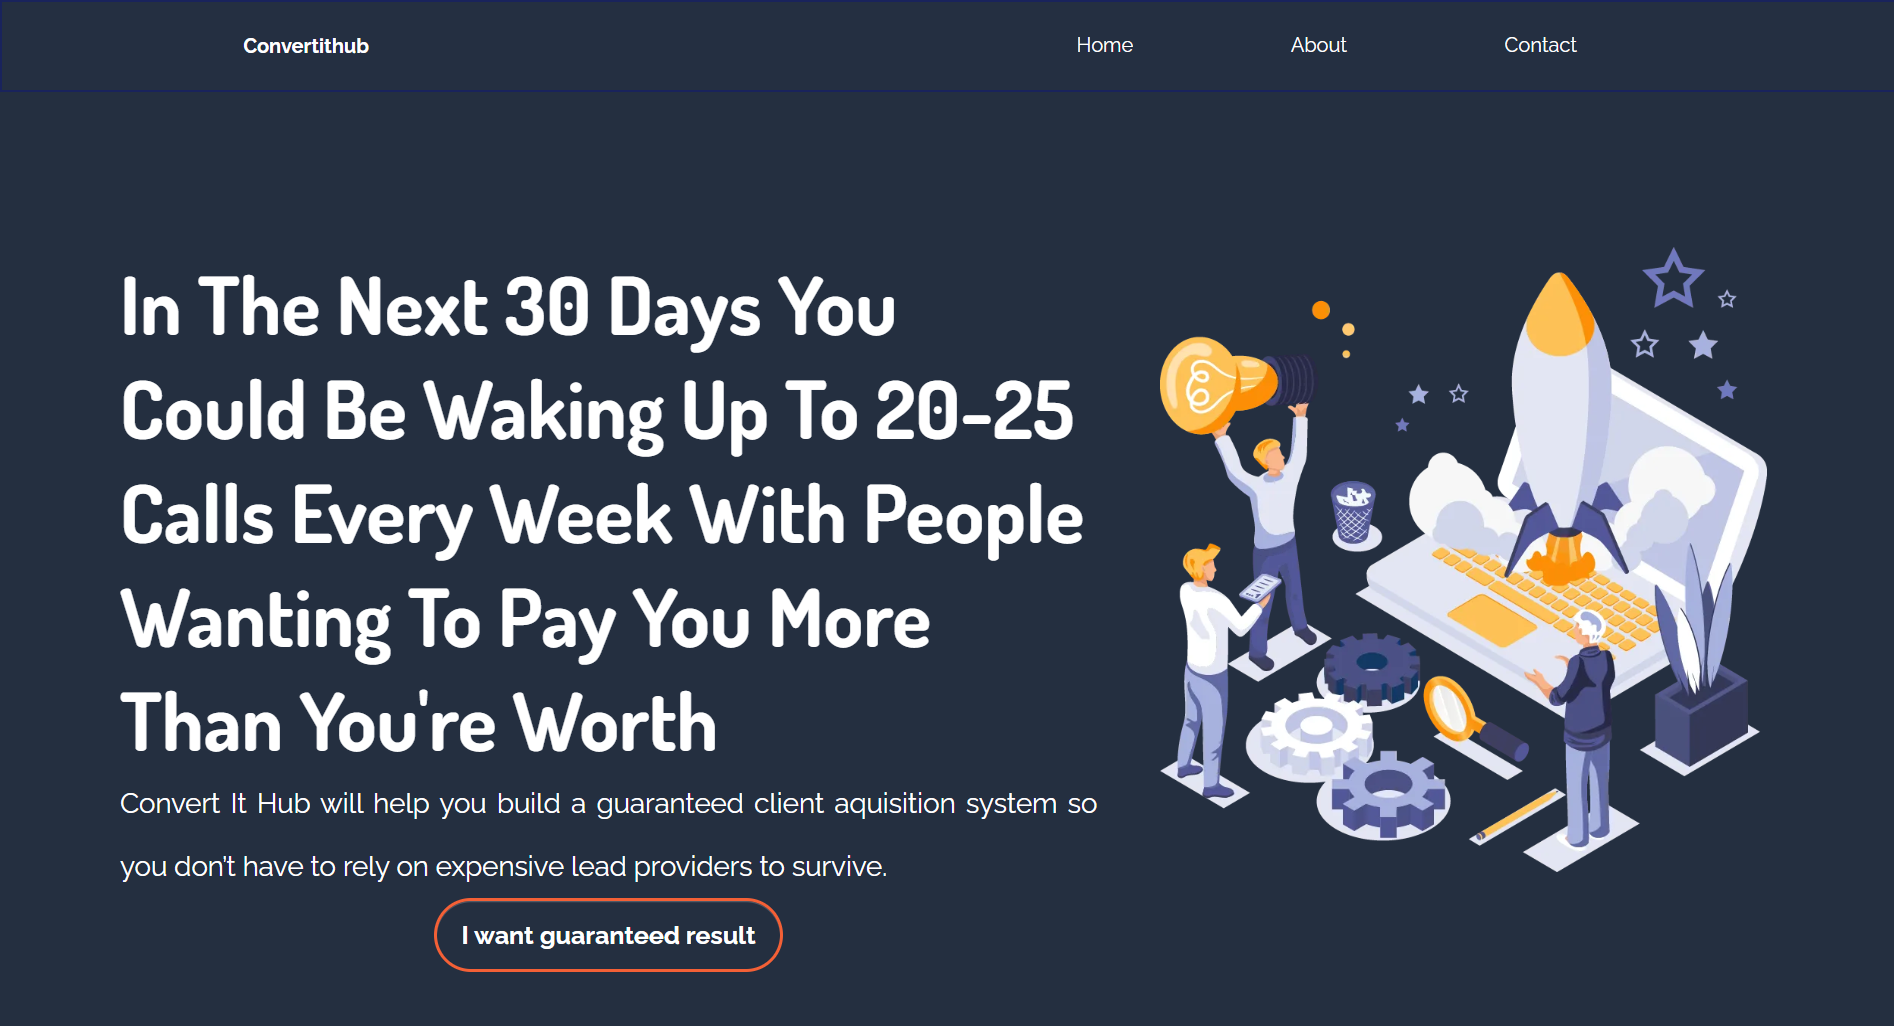 Convertithub
Home
About
Contact
In The Next 30 Days You
Could Be Waking Up To 20-25
Calls Every Week With People
Wanting To Pay You More
Than You're Worth
Convert It Hub will help you build a guaranteed client aquisition system so
you don’t have to rely on expensive lead providers to survive.
I want guaranteed result